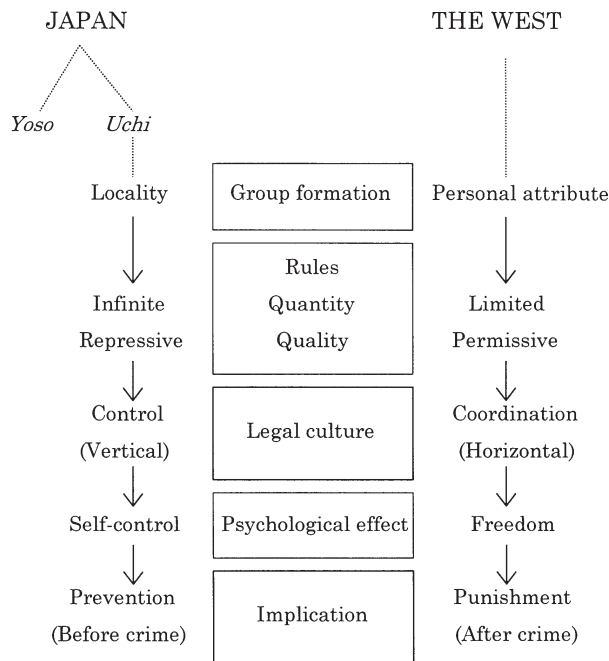 JAPAN THE WEST
Yoso Uchi
Locality Group formation Personal attribute
Rules
Infinite Quantity Limited
Repressive Quality Permissive
Control Coordination
Legal culture
(Vertical) (Horizontal)
Self-control Psychological effect Freedom
Prevention Punishment
Implication
(Before crime) (After crime)